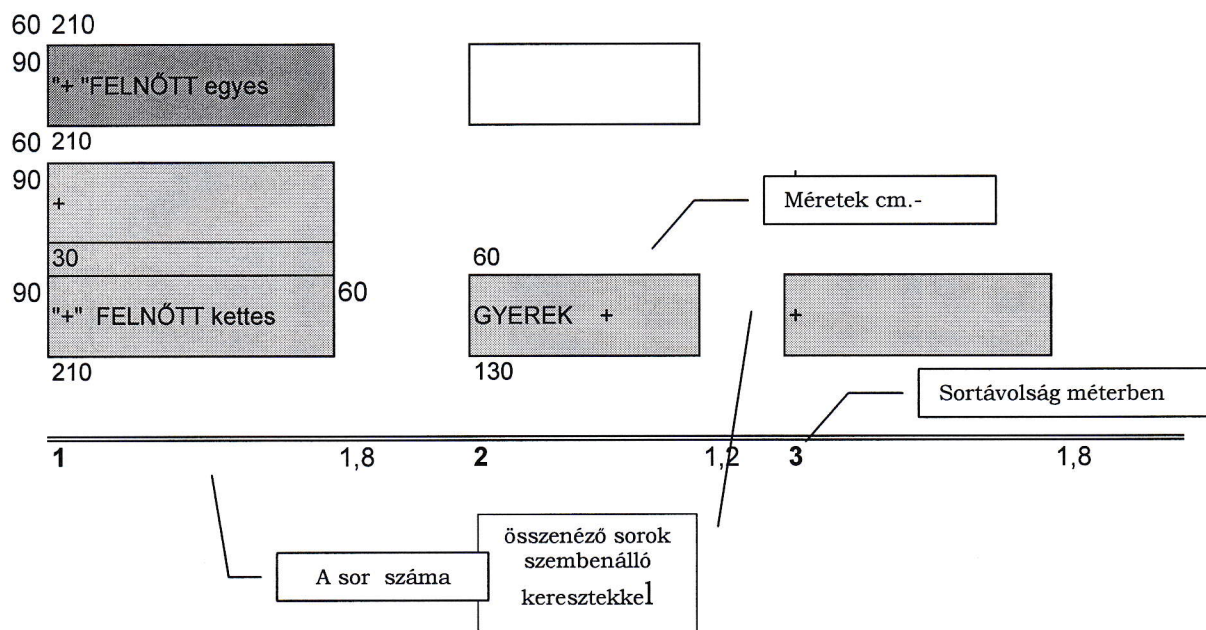 60 210
90 "+ "FELNŐTT egyes
60 210
90
+
30
60
90 "+" FELNŐTT kettes 60
GYEREK +
+
210
130
Méretek cm.-
Sortávolság méterben
1 1,8 2 1,2 3 1,8
A sor száma
összenéző sorok
szembenálló
keresztekkel